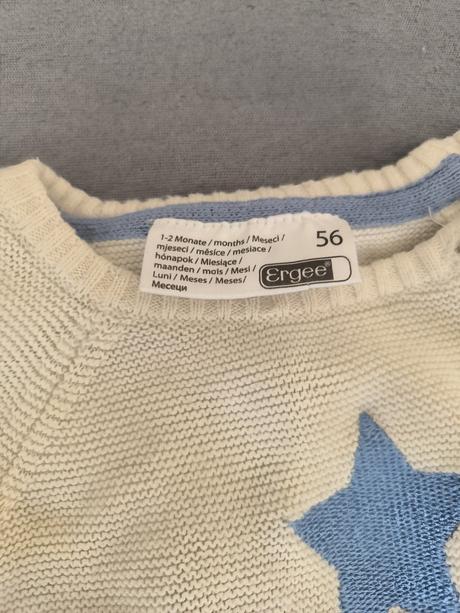 1-2 Monate / months / Meseci /
mjeseci / měsíce / mesiace /
hónapok / Miesiące /
maanden / mois / Mesi /
Luni / Meses / Meses/
Месеци
56
Ergee®